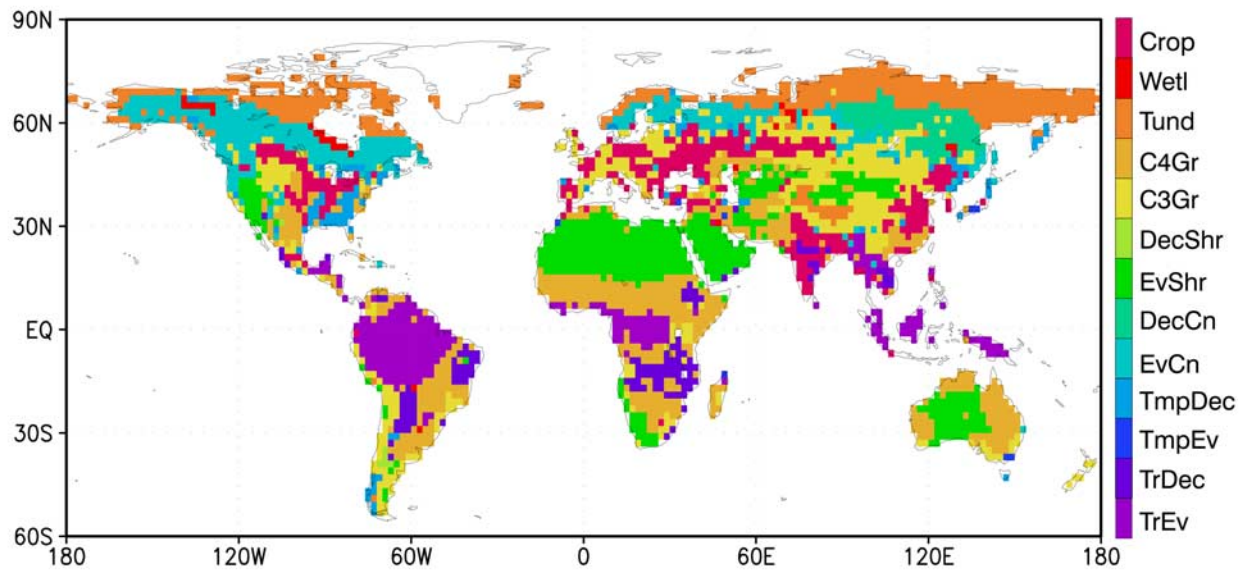 90N
60N
30N
EQ
30S
60S
180
120W
60W
0
60E
120E
180
Crop
Wetl
Tund
C4Gr
C3Gr
DecShr
EvShr
DecCn
EvCn
TmpDec
TmpEv
TrDec
TrEv